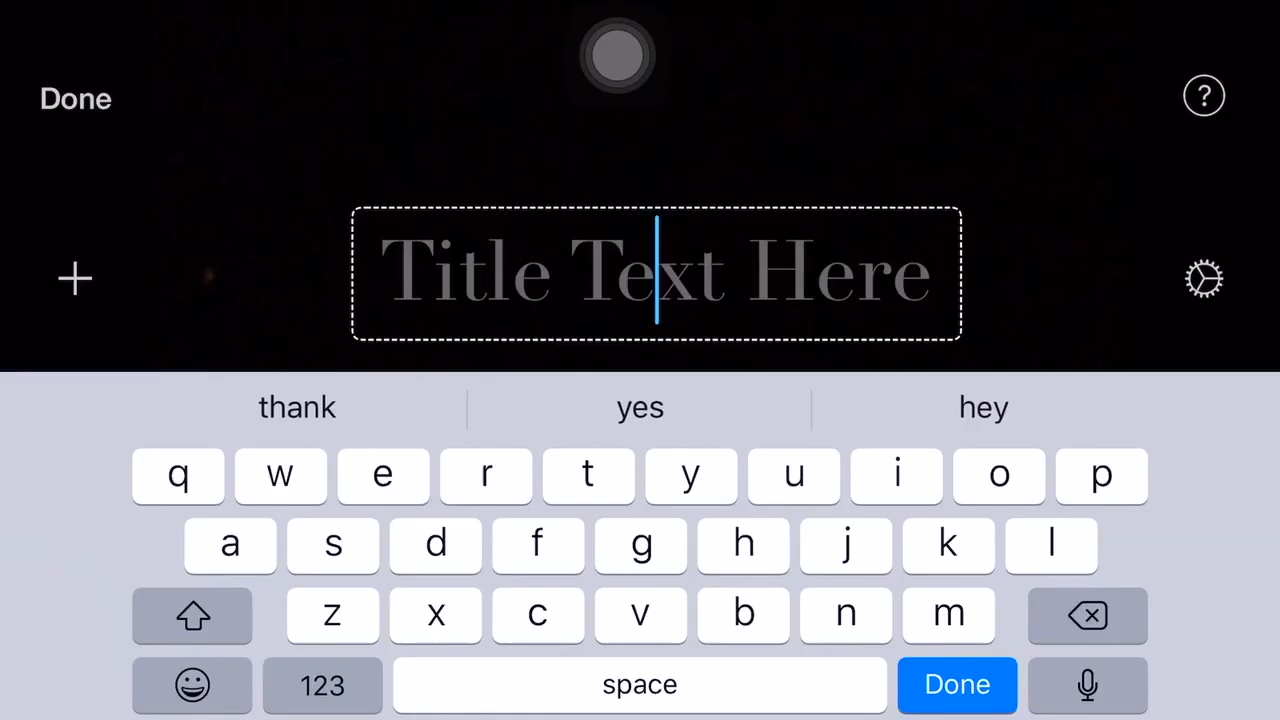 Done
?
Title Text Here
thank yes hey
q w e r t y u i o p
a s d f g h j k l
z x c v b n m
123 space Done